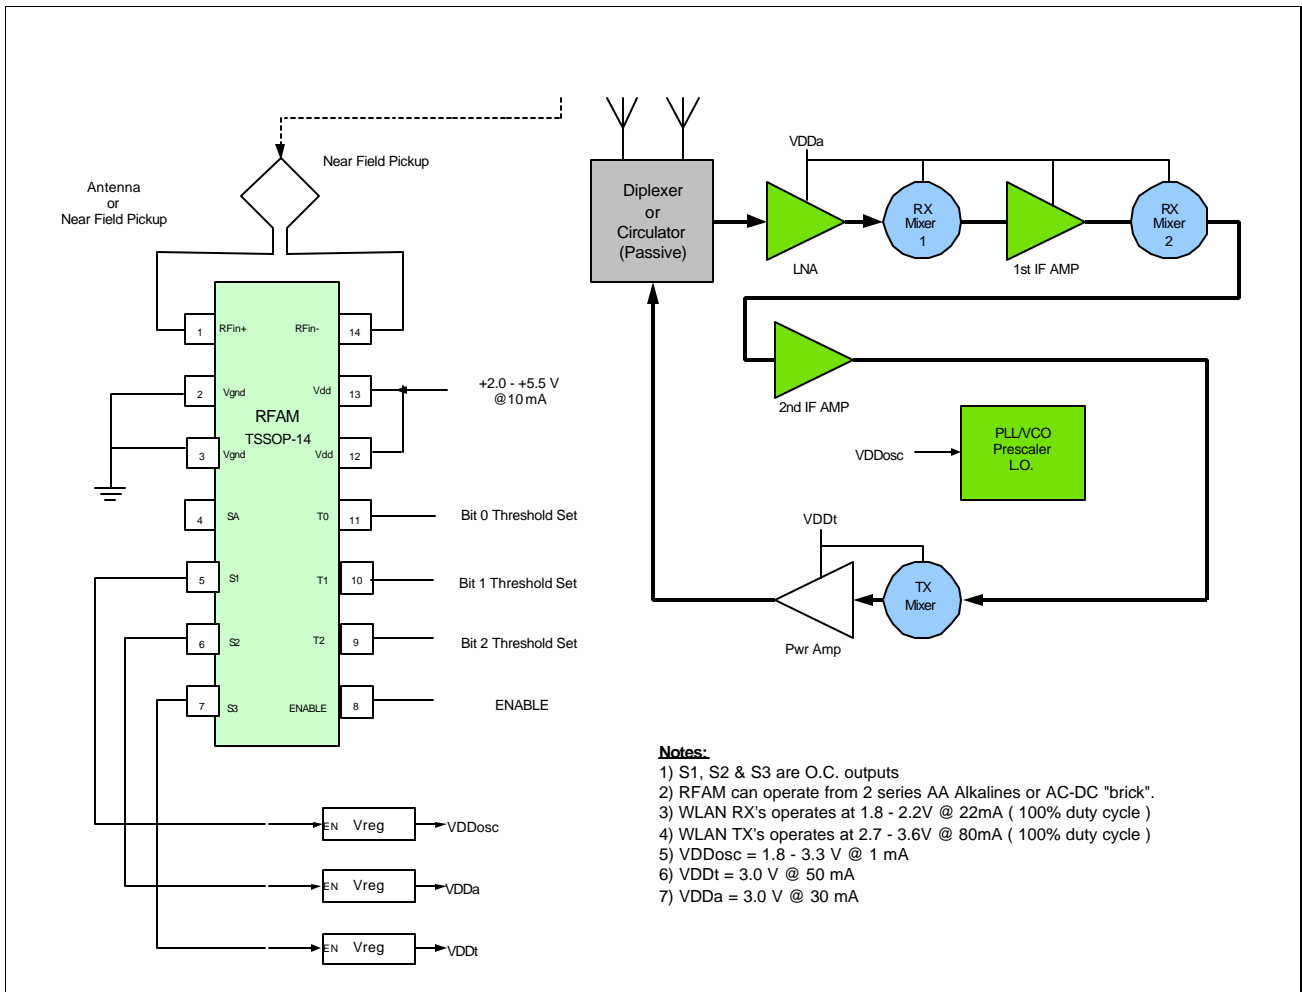 Near Field Pickup
Antenna
or
Near Field Pickup
1
RFin+
RFin-
14
2
Vgnd
Vdd
13
RFAM
TSSOP-14
3
Vgnd
Vdd
12
4
SA
T0
11
5
S1
T1
10
6
S2
T2
9
7
S3
ENABLE
8
+2.0 - +5.5 V
@10 mA
Bit 0 Threshold Set
Bit 1 Threshold Set
Bit 2 Threshold Set
ENABLE
EN Vreg
VDDosc
EN Vreg
VDDa
EN Vreg
VDDt
Diplexer
or
Circulator
(Passive)
VDDa
LNA
RX
Mixer
1
1st IF AMP
RX
Mixer
2
2nd IF AMP
VDDosc
PLL/VCO
Prescaler
L.O.
VDDt
Pwr Amp
TX
Mixer
Notes:
1) S1, S2 & S3 are O.C. outputs
2) RFAM can operate from 2 series AA Alkalines or AC-DC "brick".
3) WLAN RX's operates at 1.8 - 2.2V @ 22mA ( 100% duty cycle )
4) WLAN TX's operates at 2.7 - 3.6V @ 80mA ( 100% duty cycle )
5) VDDosc = 1.8 - 3.3 V @ 1 mA
6) VDDt = 3.0 V @ 50 mA
7) VDDa = 3.0 V @ 30 mA